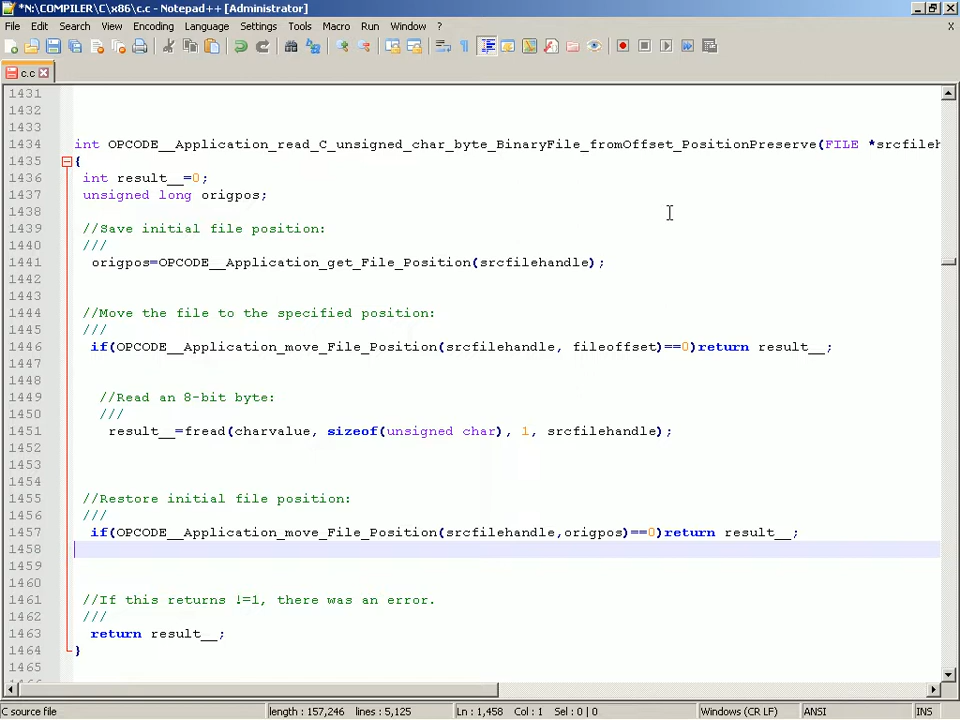 *N:\COMPILER\C\x86\c.c - Notepad++ [Administrator]
File Edit Search View Encoding Language Settings Tools Macro Run Window ? X
c.c
1431
1432
1433
1434 int OPCODE__Application_read_C_unsigned_char_byte_BinaryFile_fromOffset_PositionPreserve(FILE *srcfileh
1435 {
1436 int result__=0;
1437 unsigned long origpos;
1438
1439 //Save initial file position:
1440 ///
1441 origpos=OPCODE__Application_get_File_Position(srcfilehandle);
1442
1443
1444 //Move the file to the specified position:
1445 ///
1446 if(OPCODE__Application_move_File_Position(srcfilehandle, fileoffset)==0)return result__;
1447
1448
1449 //Read an 8-bit byte:
1450 ///
1451 result__=fread(charvalue, sizeof(unsigned char), 1, srcfilehandle);
1452
1453
1454
1455 //Restore initial file position:
1456 ///
1457 if(OPCODE__Application_move_File_Position(srcfilehandle,origpos)==0)return result__;
1458
1459
1460
1461 //If this returns !=1, there was an error.
1462 ///
1463 return result__;
1464 }
1465
C source file length : 157,246 lines : 5,125 Ln : 1,458 Col : 1 Sel : 0 | 0 Windows (CR LF) ANSI INS